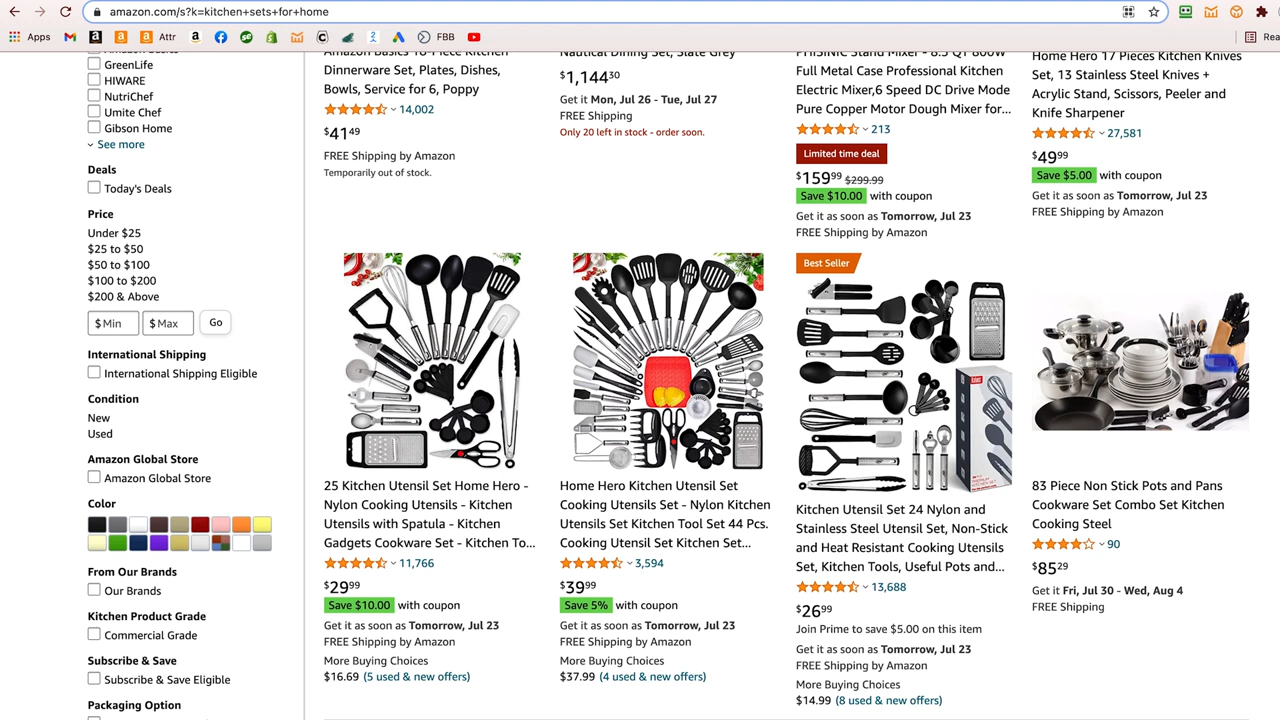 amazon.com/s?k=kitchen+sets+for+home
Apps
Attr
FBB
Rea
GreenLife
HIWARE
NutriChef
Umite Chef
Gibson Home
See more
Deals
Today's Deals
Price
Under $25
$25 to $50
$50 to $100
$100 to $200
$200 & Above
$ Min
$ Max
Go
International Shipping
International Shipping Eligible
Condition
New
Used
Amazon Global Store
Amazon Global Store
Color
From Our Brands
Our Brands
Kitchen Product Grade
Commercial Grade
Subscribe & Save
Subscribe & Save Eligible
Packaging Option
Dinnerware Set, Plates, Dishes,
Bowls, Service for 6, Poppy
14,002
$41.49
FREE Shipping by Amazon
Temporarily out of stock.
Nautical Dining Set, Slate Grey
$1,144.30
Get it Mon, Jul 26 - Tue, Jul 27
FREE Shipping
Only 20 left in stock - order soon.
Full Metal Case Professional Kitchen
Electric Mixer,6 Speed DC Drive Mode
Pure Copper Motor Dough Mixer for...
213
Limited time deal
$159.99 $299.99
Save $10.00 with coupon
Get it as soon as Tomorrow, Jul 23
FREE Shipping by Amazon
Home Hero 17 Pieces Kitchen Knives
Set, 13 Stainless Steel Knives +
Acrylic Stand, Scissors, Peeler and
Knife Sharpener
27,581
$49.99
Save $5.00 with coupon
Get it as soon as Tomorrow, Jul 23
FREE Shipping by Amazon
25 Kitchen Utensil Set Home Hero -
Nylon Cooking Utensils - Kitchen
Utensils with Spatula - Kitchen
Gadgets Cookware Set - Kitchen To...
11,766
$29.99
Save $10.00 with coupon
Get it as soon as Tomorrow, Jul 23
FREE Shipping by Amazon
More Buying Choices
$16.69 (5 used & new offers)
Home Hero Kitchen Utensil Set
Cooking Utensils Set - Nylon Kitchen
Utensils Set Kitchen Tool Set 44 Pcs.
Cooking Utensil Set Kitchen Set...
3,594
$39.99
Save 5% with coupon
Get it as soon as Tomorrow, Jul 23
FREE Shipping by Amazon
More Buying Choices
$37.99 (4 used & new offers)
Best Seller
Kitchen Utensil Set 24 Nylon and
Stainless Steel Utensil Set, Non-Stick
and Heat Resistant Cooking Utensils
Set, Kitchen Tools, Useful Pots and...
13,688
$26.99
Join Prime to save $5.00 on this item
Get it as soon as Tomorrow, Jul 23
FREE Shipping by Amazon
More Buying Choices
$14.99 (8 used & new offers)
83 Piece Non Stick Pots and Pans
Cookware Set Combo Set Kitchen
Cooking Steel
90
$85.29
Get it Fri, Jul 30 - Wed, Aug 4
FREE Shipping